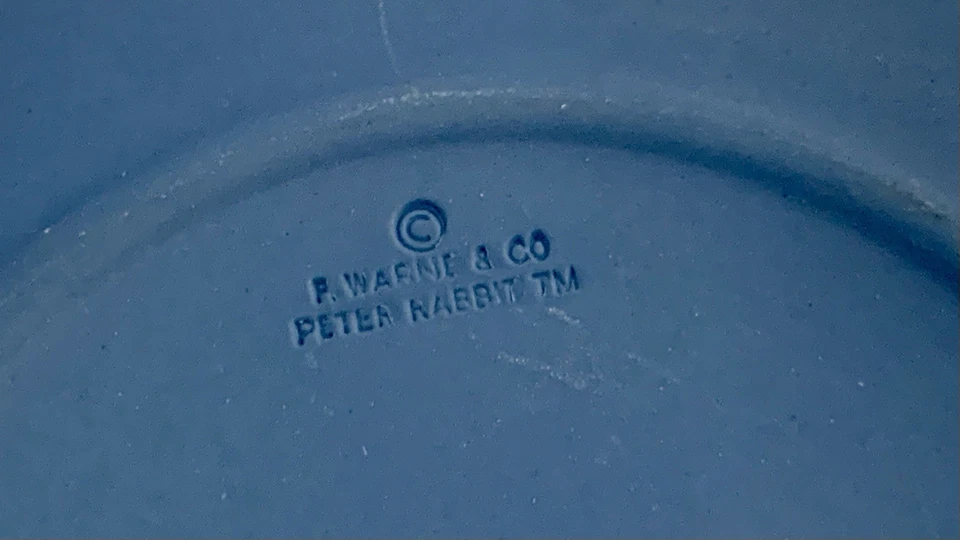 ©
F. WARNE & CO
PETER RABBIT TM